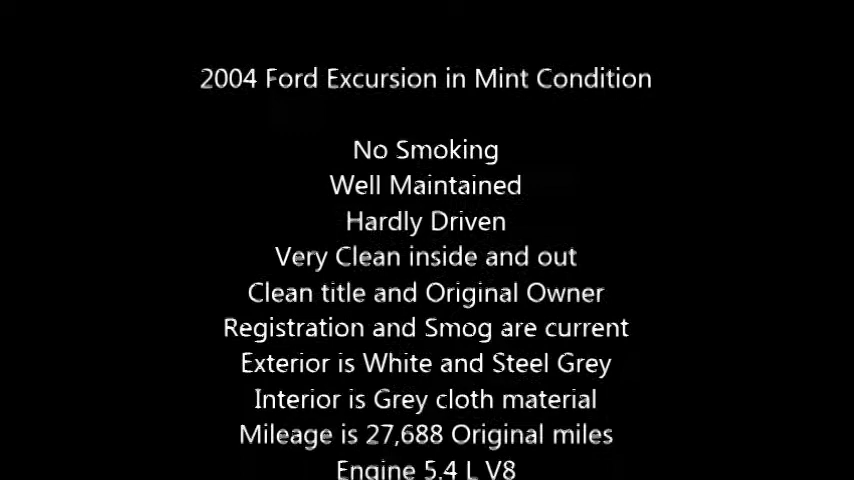 2004 Ford Excursion in Mint Condition
No Smoking
Well Maintained
Hardly Driven
Very Clean inside and out
Clean title and Original Owner
Registration and Smog are current
Exterior is White and Steel Grey
Interior is Grey cloth material
Mileage is 27,688 Original miles
Engine 5.4 L V8